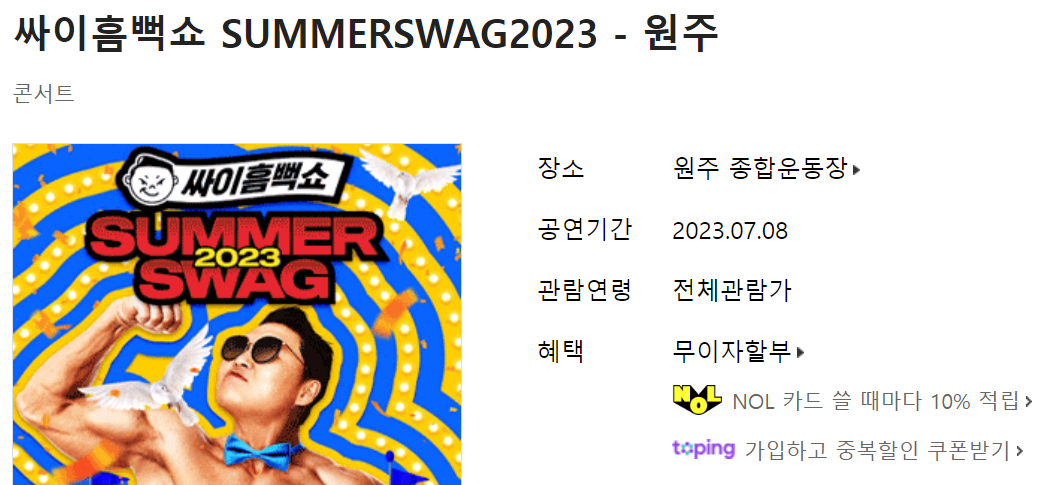 싸이흠뻑쇼 SUMMERSWAG2023 - 원주
콘서트
싸이흠뻑쇼
SUMMER
2023
SWAG
장소 원주 종합운동장
공연기간 2023.07.08
관람연령 전체관람가
혜택 무이자할부
NOL NOL 카드 쓸 때마다 10% 적립
toping 가입하고 중복할인 쿠폰받기